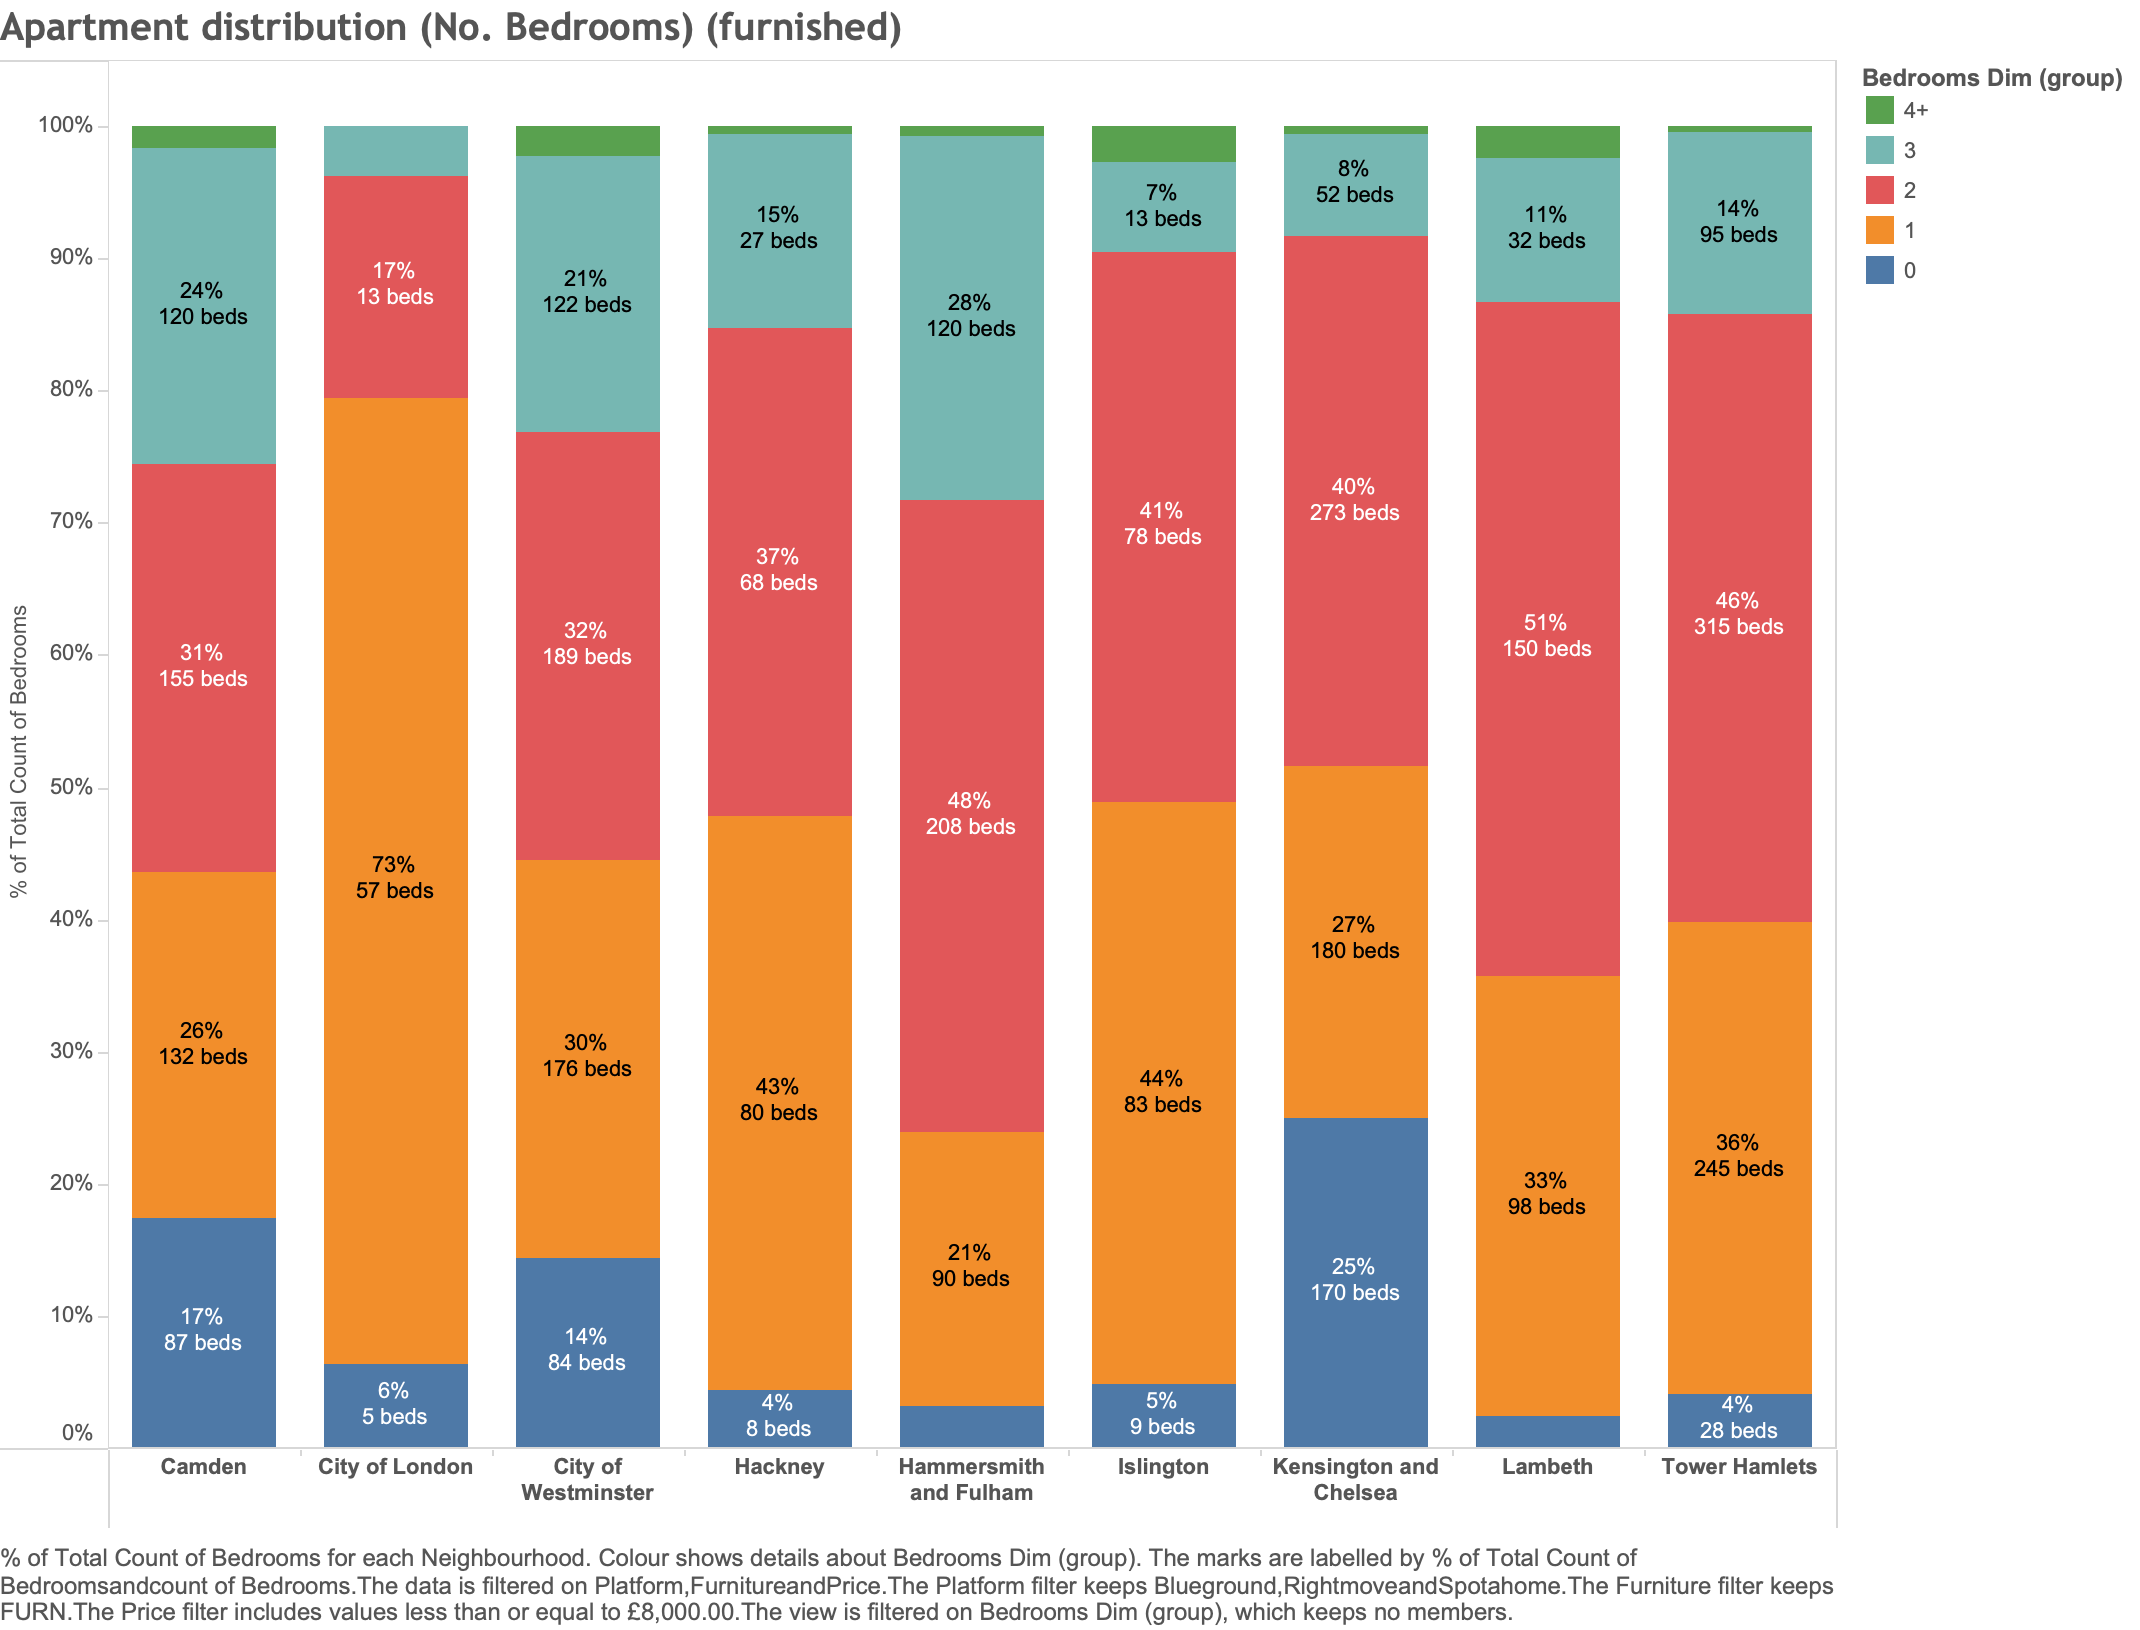 Apartment distribution (No. Bedrooms) (furnished)
Bedrooms Dim (group)
4+
3
2
1
0
% of Total Count of Bedrooms
100%
90%
80%
70%
60%
50%
40%
30%
20%
10%
0%
24%
120 beds
31%
155 beds
26%
132 beds
17%
87 beds
17%
13 beds
73%
57 beds
6%
5 beds
21%
122 beds
32%
189 beds
30%
176 beds
14%
84 beds
15%
27 beds
37%
68 beds
43%
80 beds
4%
8 beds
28%
120 beds
48%
208 beds
21%
90 beds
7%
13 beds
41%
78 beds
44%
83 beds
5%
9 beds
8%
52 beds
40%
273 beds
27%
180 beds
25%
170 beds
11%
32 beds
51%
150 beds
33%
98 beds
14%
95 beds
46%
315 beds
36%
245 beds
4%
28 beds
Camden
City of London
City of
Westminster
Hackney
Hammersmith
and Fulham
Islington
Kensington and
Chelsea
Lambeth
Tower Hamlets
% of Total Count of Bedrooms for each Neighbourhood. Colour shows details about Bedrooms Dim (group). The marks are labelled by % of Total Count of
Bedroomsandcount of Bedrooms.The data is filtered on Platform,FurnitureandPrice.The Platform filter keeps Blueground,RightmoveandSpotahome.The Furniture filter keeps
FURN.The Price filter includes values less than or equal to £8,000.00.The view is filtered on Bedrooms Dim (group), which keeps no members.